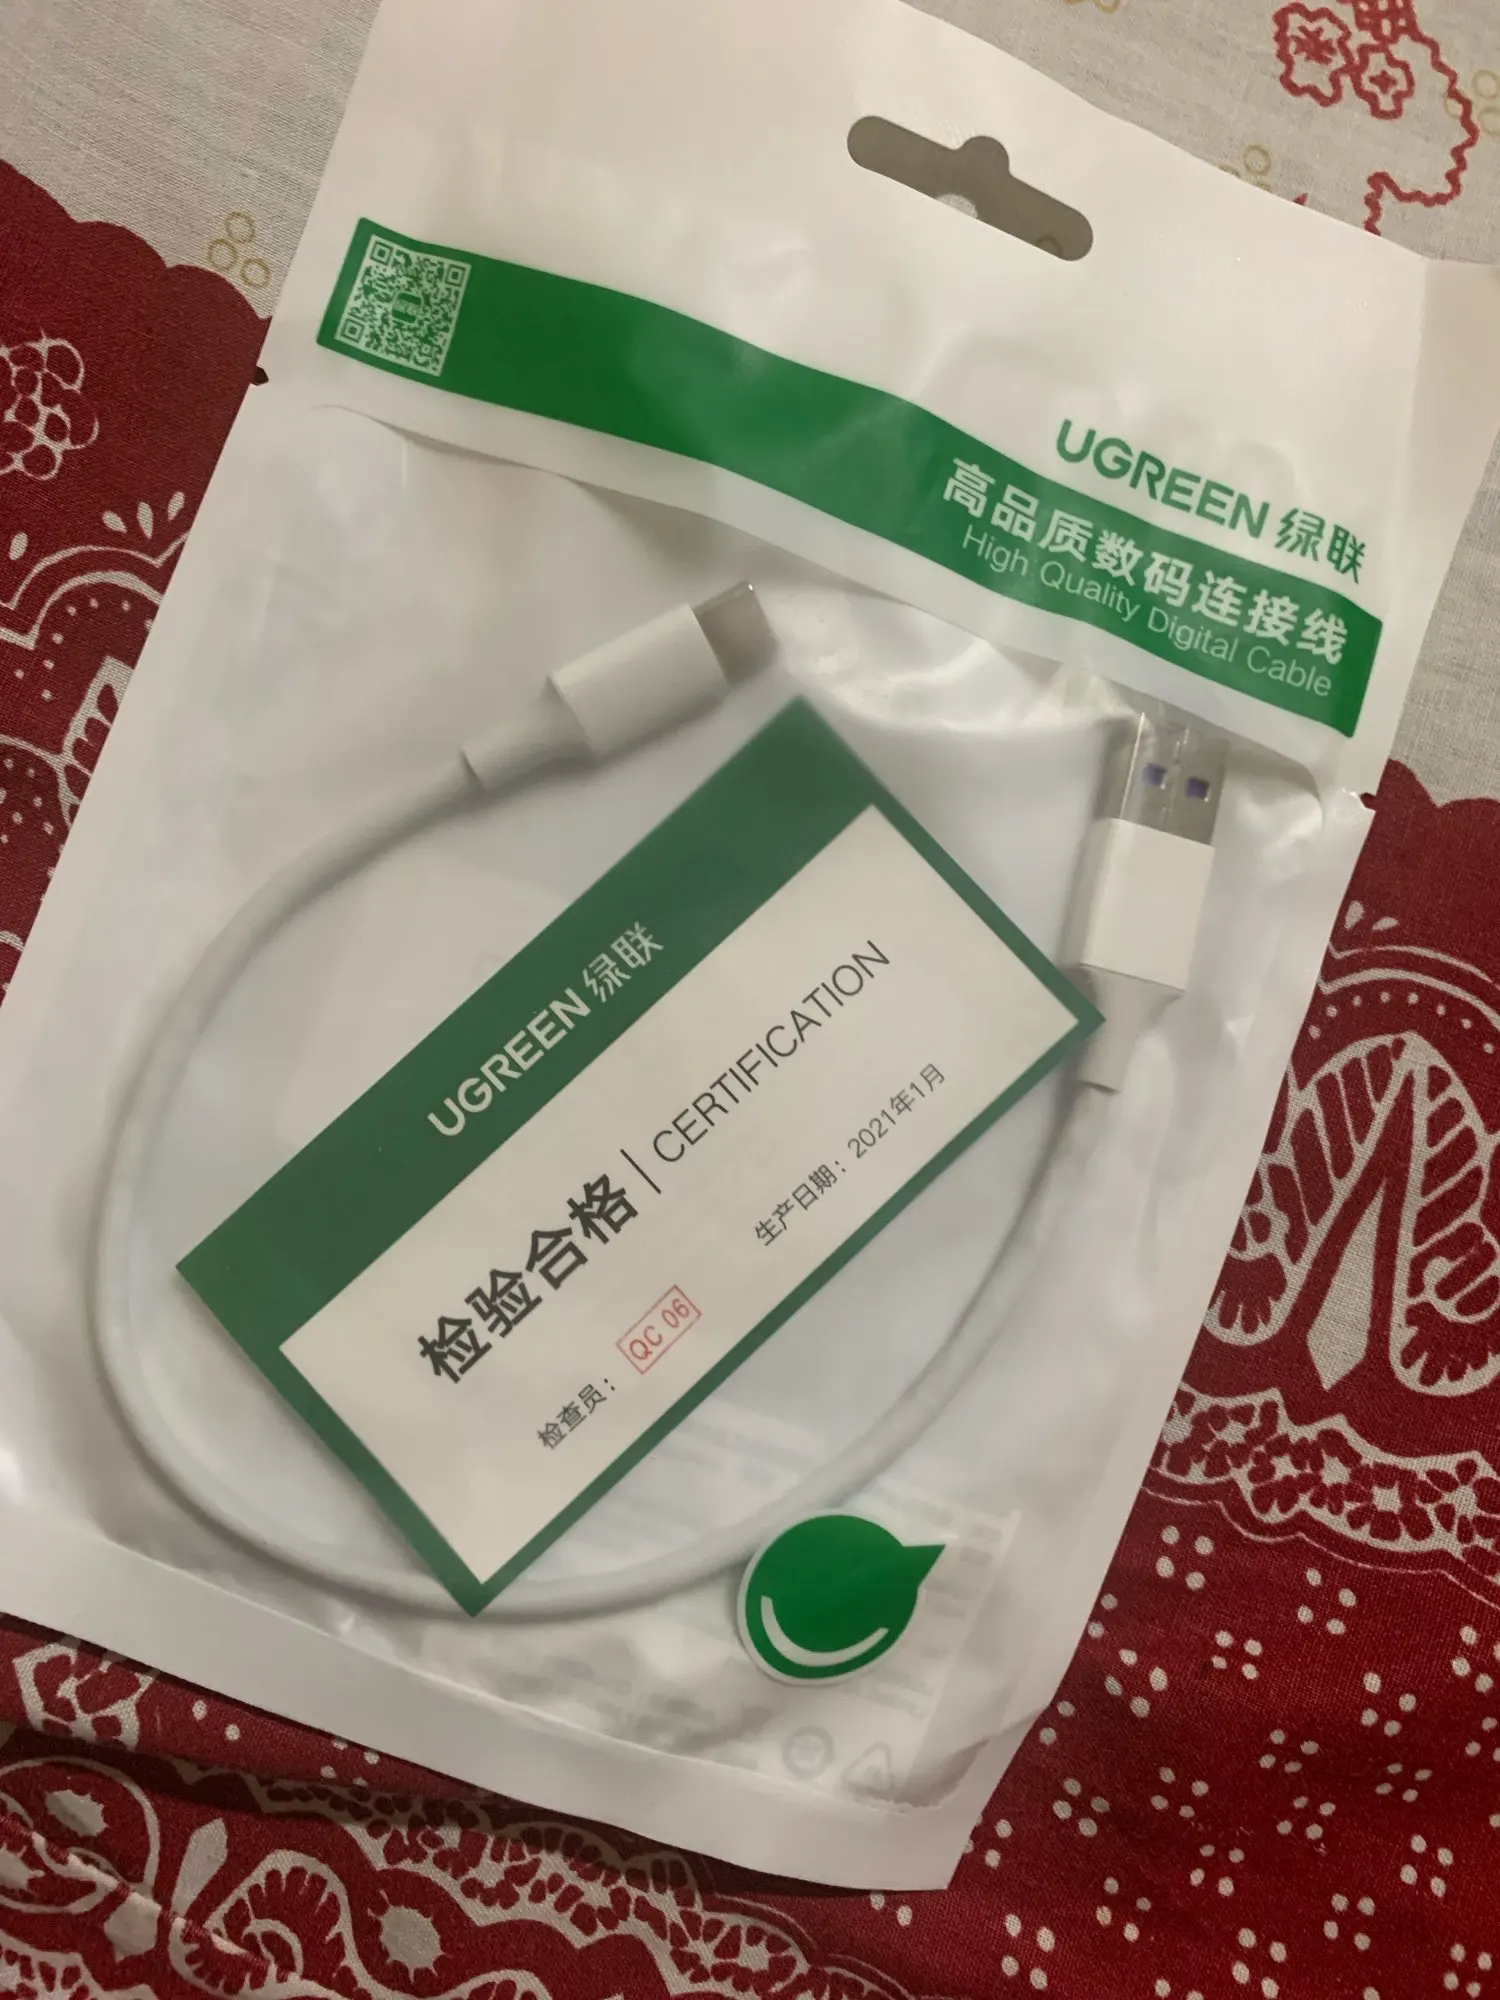 UGREEN 绿联
高品质数码连接线
High Quality Digital Cable
UGREEN 绿联
检验合格 | CERTIFICATION
检查员: QC 06
生产日期: 2021年1月